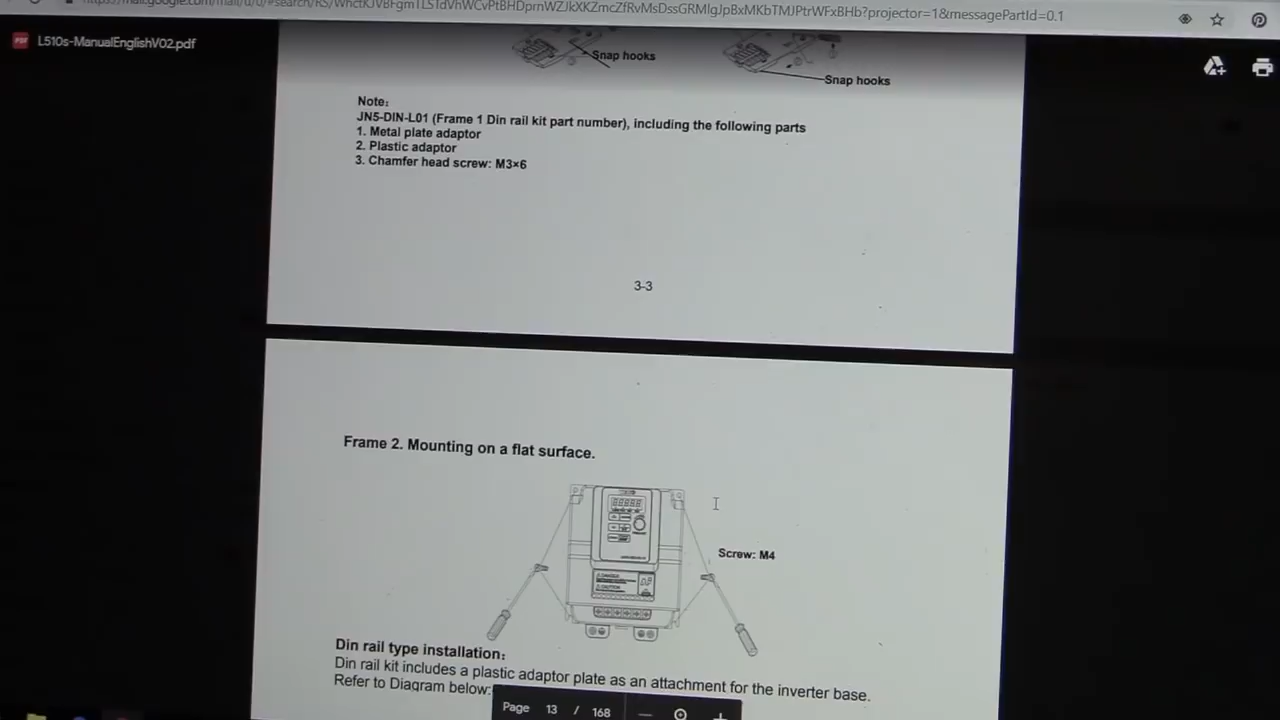 L510s-ManualEnglishV02.pdf
Snap hooks
Snap hooks
Note:
JN5-DIN-L01 (Frame 1 Din rail kit part number), including the following parts
1. Metal plate adaptor
2. Plastic adaptor
3. Chamfer head screw: M3×6
3-3
Frame 2. Mounting on a flat surface.
Screw: M4
Din rail type installation:
Din rail kit includes a plastic adaptor plate as an attachment for the inverter base.
Refer to Diagram below:
Page 13 / 168